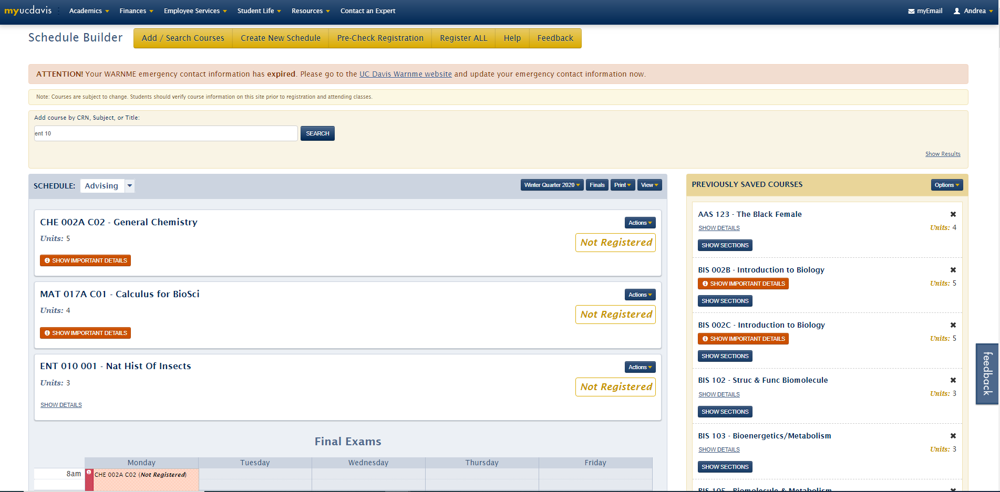 myucdavis Academics Finances Employee Services Student Life Resources Contact an Expert myEmail Andrea
Schedule Builder Add / Search Courses Create New Schedule Pre-Check Registration Register ALL Help Feedback
ATTENTION! Your WARNME emergency contact information has expired. Please go to the UC Davis Warnme website and update your emergency contact information now.
Note: Courses are subject to change. Students should verify course information on this site prior to registration and attending classes.
Add course by CRN, Subject, or Title:
ent 10 SEARCH
Show Results
SCHEDULE: Advising Winter Quarter 2020 Finals Print View
CHE 002A C02 - General Chemistry Actions
Units: 5 Not Registered
SHOW IMPORTANT DETAILS
MAT 017A C01 - Calculus for BioSci Actions
Units: 4 Not Registered
SHOW IMPORTANT DETAILS
ENT 010 001 - Nat Hist Of Insects Actions
Units: 3 Not Registered
SHOW DETAILS
Final Exams
Monday Tuesday Wednesday Thursday Friday
8am CHE 002A C02 (Not Registered)
PREVIOUSLY SAVED COURSES Options
AAS 123 - The Black Female
SHOW DETAILS Units: 4
SHOW SECTIONS
BIS 002B - Introduction to Biology
SHOW IMPORTANT DETAILS Units: 5
SHOW SECTIONS
BIS 002C - Introduction to Biology
SHOW IMPORTANT DETAILS Units: 5
SHOW SECTIONS
BIS 102 - Struc & Func Biomolecule
SHOW DETAILS Units: 3
SHOW SECTIONS
BIS 103 - Bioenergetics/Metabolism
SHOW DETAILS Units: 3
SHOW SECTIONS
BIS 105 - Biomolecule & Metabolism
feedback